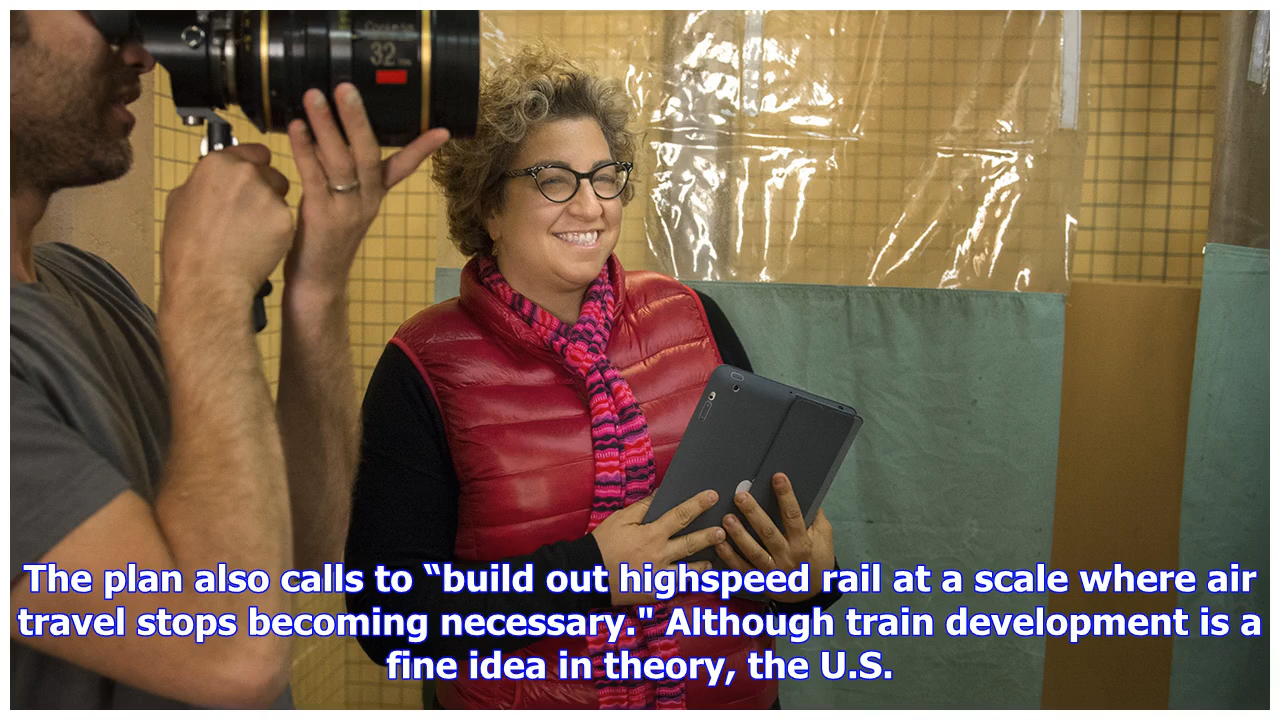 32
The plan also calls to “build out highspeed rail at a scale where air
travel stops becoming necessary." Although train development is a
fine idea in theory, the U.S.